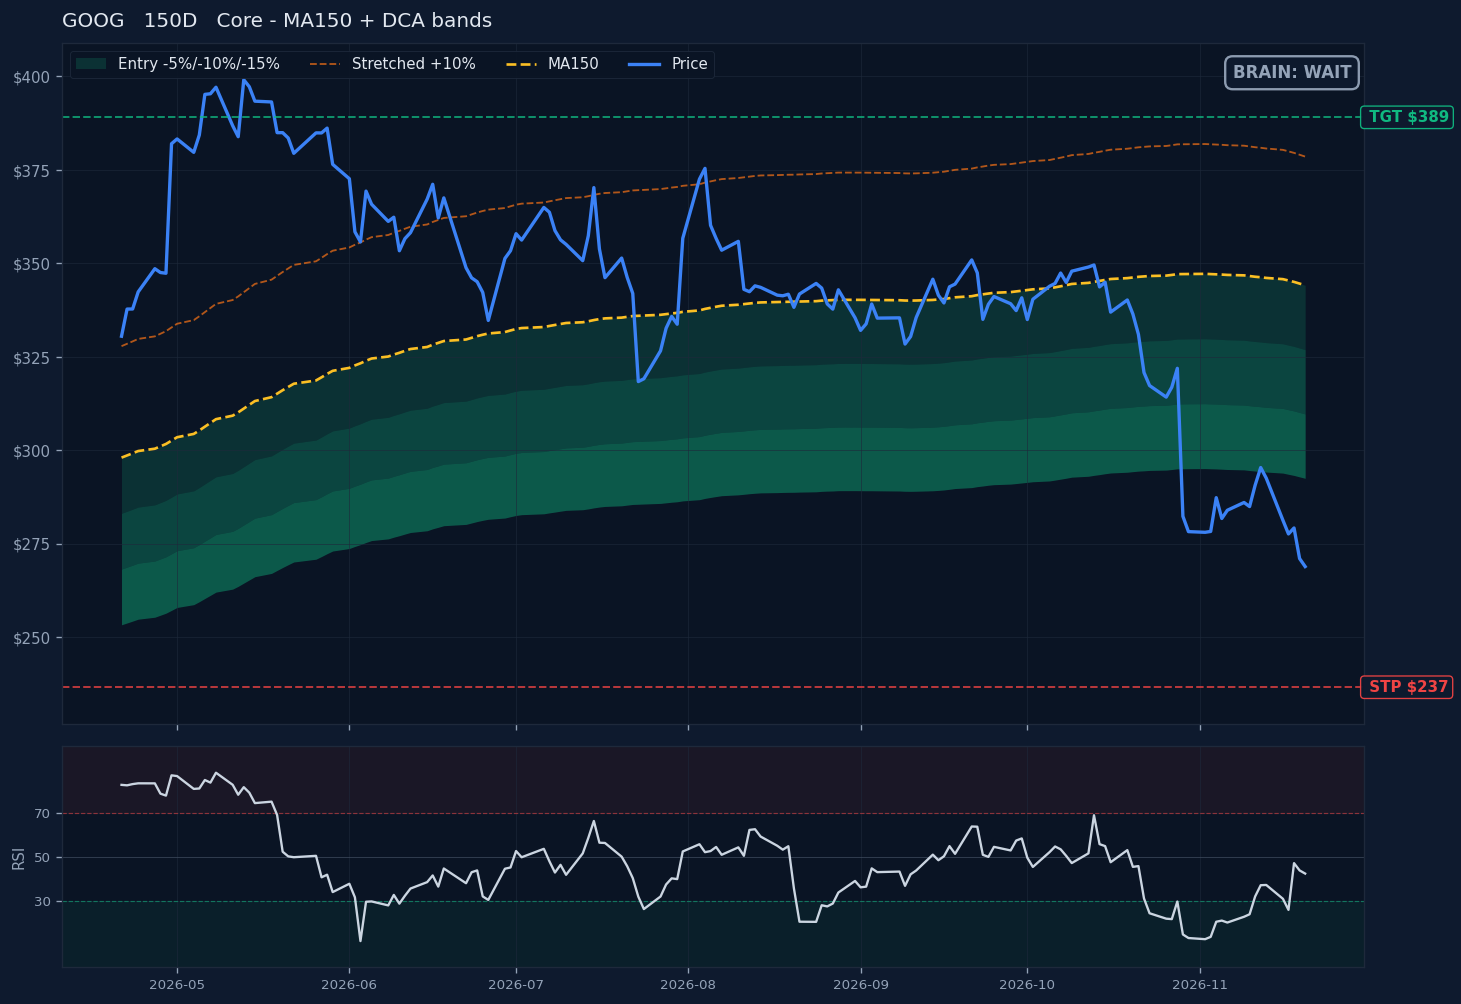 GOOG 150D Core - MA150 + DCA bands
Entry -5%/-10%/-15% Stretched +10% MA150 Price
BRAIN: WAIT
$400
TGT $389
$375
$350
$325
$300
$275
$250
STP $237
70
50
30
RSI
2026-05 2026-06 2026-07 2026-08 2026-09 2026-10 2026-11